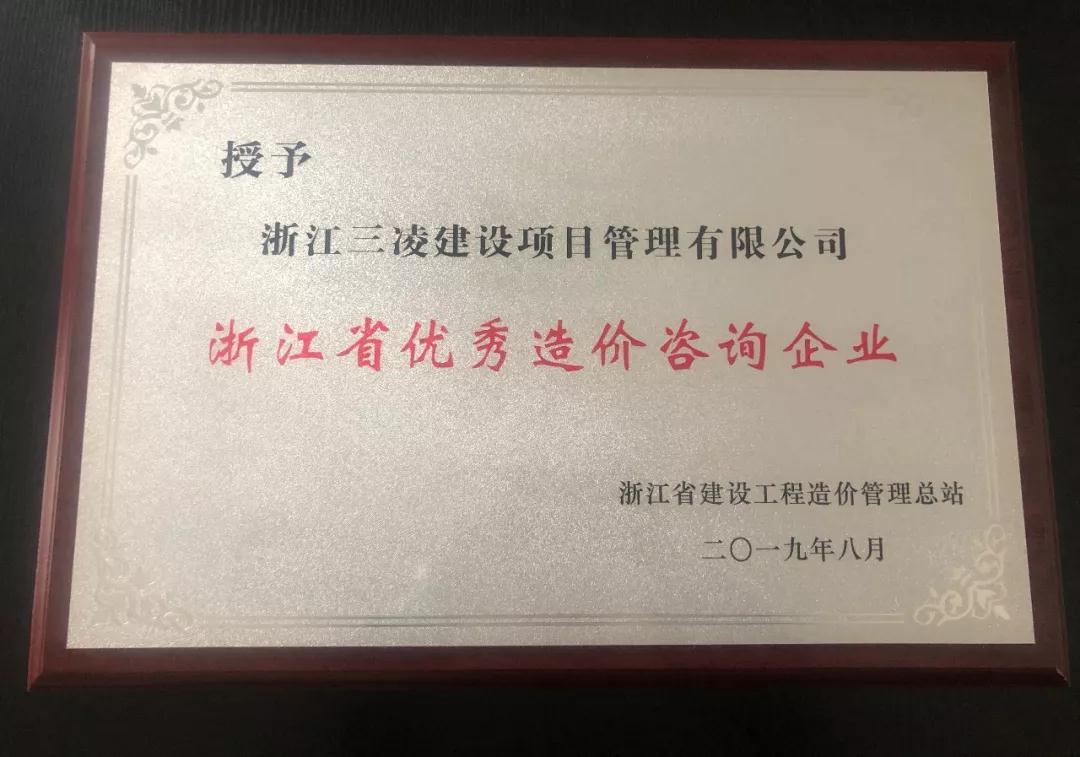 授予
浙江三凌建设项目管理有限公司
浙江省优秀造价咨询企业
浙江省建设工程造价管理总站
二〇一九年八月